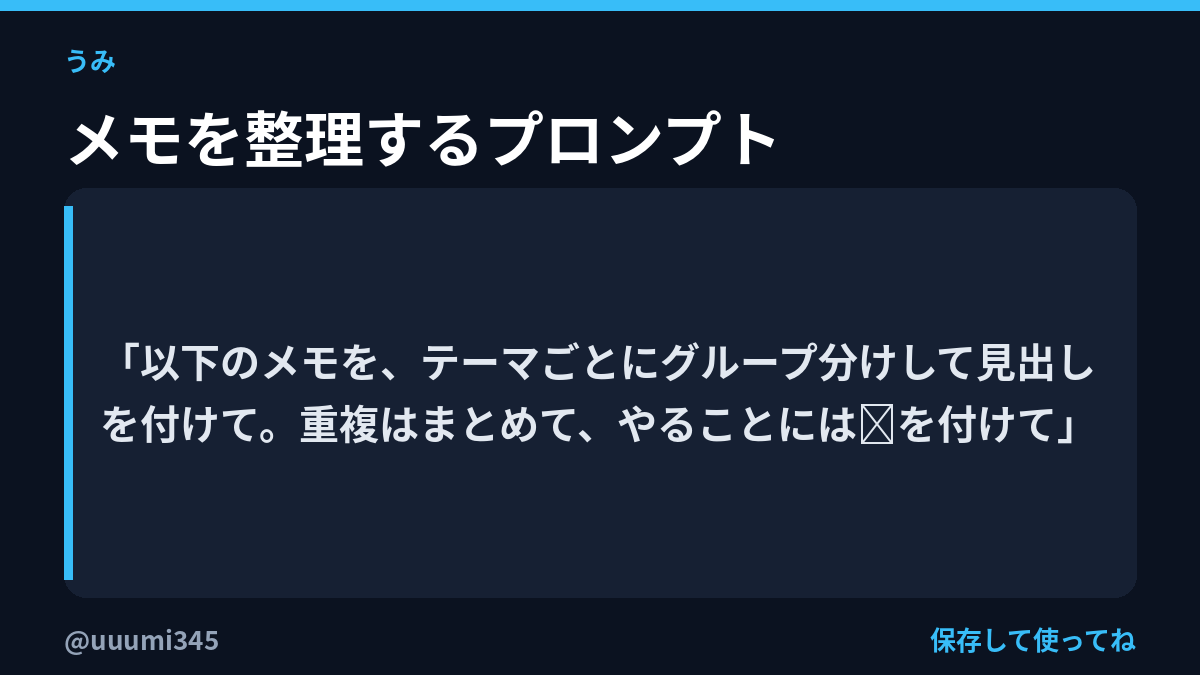 うみ
メモを整理するプロンプト
「以下のメモを、テーマごとにグループ分けして見出し
を付けて。重複はまとめて、やることには☒を付けて」
@uuumi345
保存して使ってね